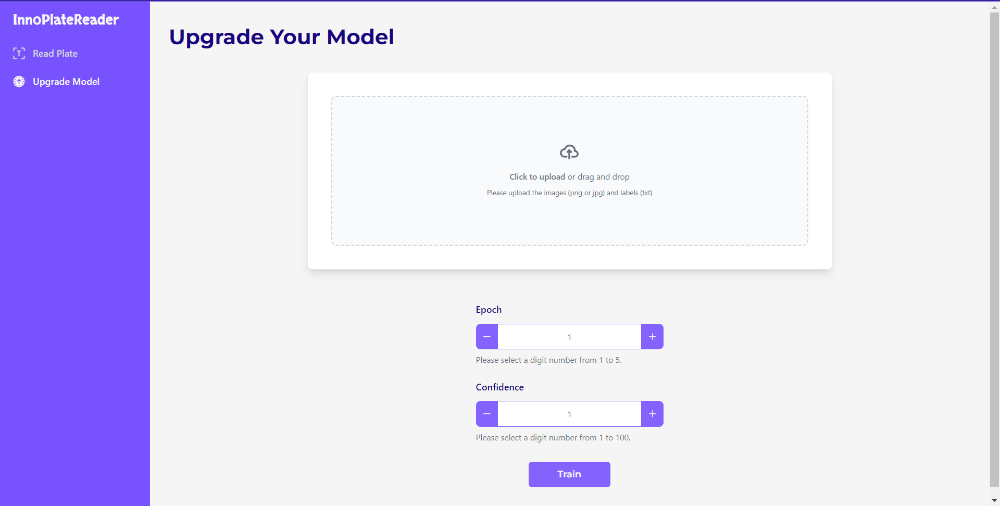 InnoPlateReader
Read Plate
Upgrade Model
Upgrade Your Model
Click to upload or drag and drop
Please upload the images (png or jpg) and labels (txt)
Epoch
1
Please select a digit number from 1 to 5.
Confidence
1
Please select a digit number from 1 to 100.
Train